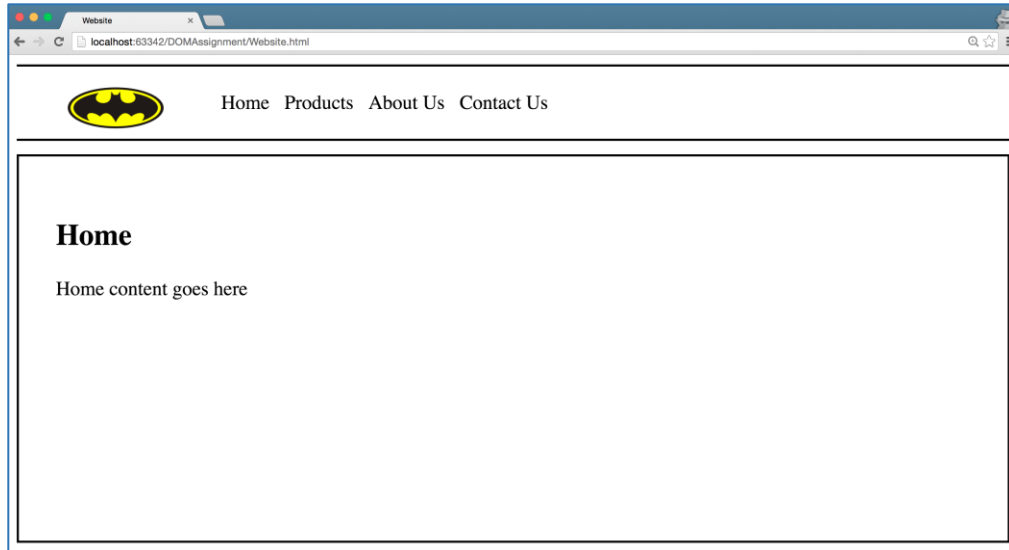 Website
localhost:63342/DOMAssignment/Website.html
Home Products About Us Contact Us
Home
Home content goes here